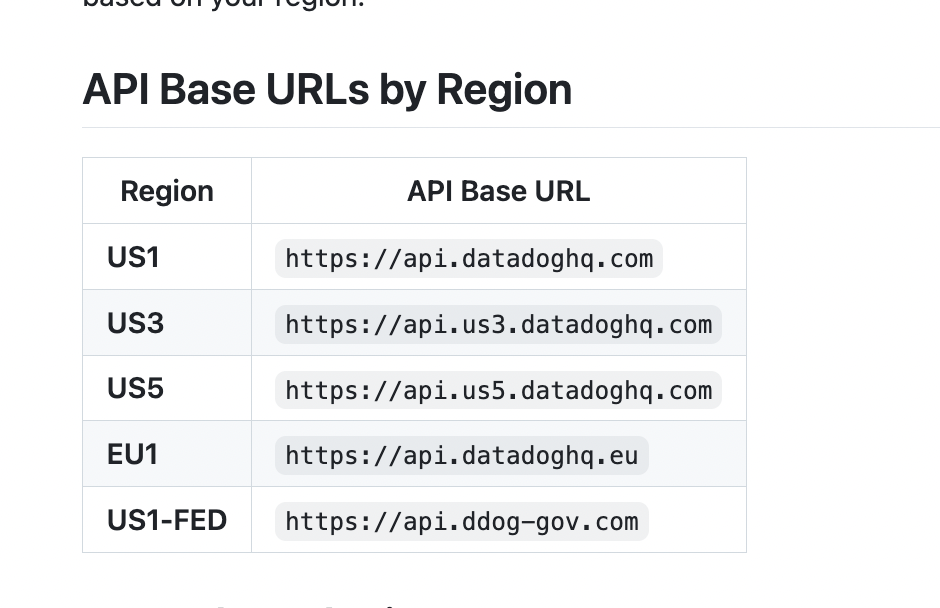 based on your region.
API Base URLs by Region
Region API Base URL
US1 https://api.datadoghq.com
US3 https://api.us3.datadoghq.com
US5 https://api.us5.datadoghq.com
EU1 https://api.datadoghq.eu
US1-FED https://api.ddog-gov.com